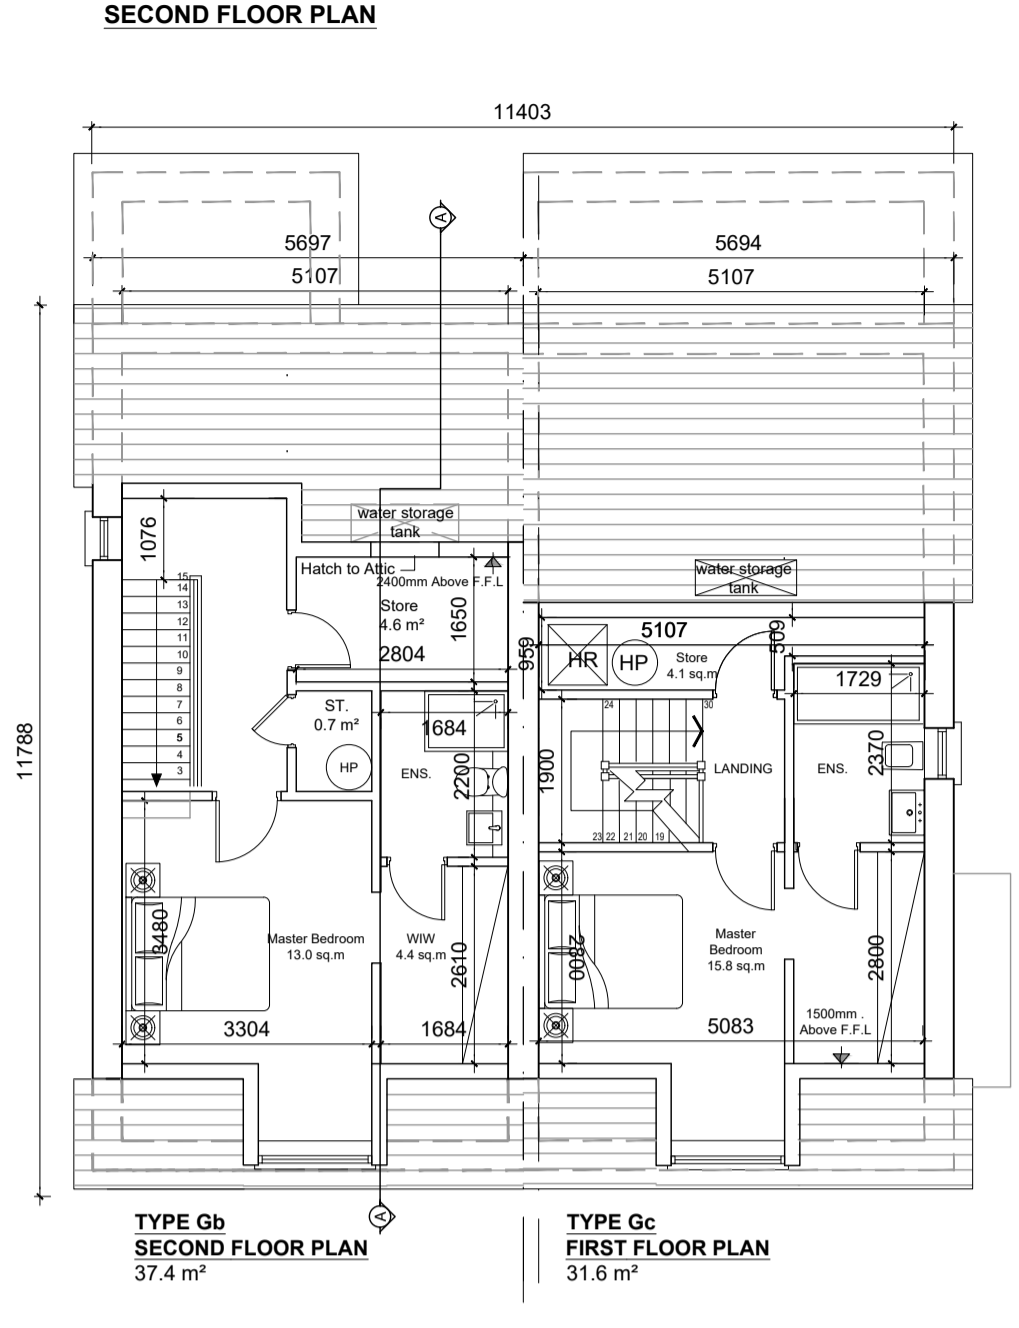 SECOND FLOOR PLAN
11403
A
5697
5694
5107
5107
water storage
tank
1076
Hatch to Attic
2400mm Above F.F.L
water storage
tank
15
14
13
12
11
10
9
8
7
6
5
4
3
Store
4.6 m²
1650
2804
959
5107
509
HR
HP
Store
4.1 sq.m
1729
ST.
0.7 m²
HP
1684
ENS.
2200
24
30
1900
LANDING
ENS.
2370
23
22
21
20
19
11788
3480
Master Bedroom
13.0 sq.m
WIW
4.4 sq.m
2610
2800
Master
Bedroom
15.8 sq.m
2800
3304
1684
5083
1500mm .
Above F.F.L
A
TYPE Gb
SECOND FLOOR PLAN
37.4 m²
TYPE Gc
FIRST FLOOR PLAN
31.6 m²